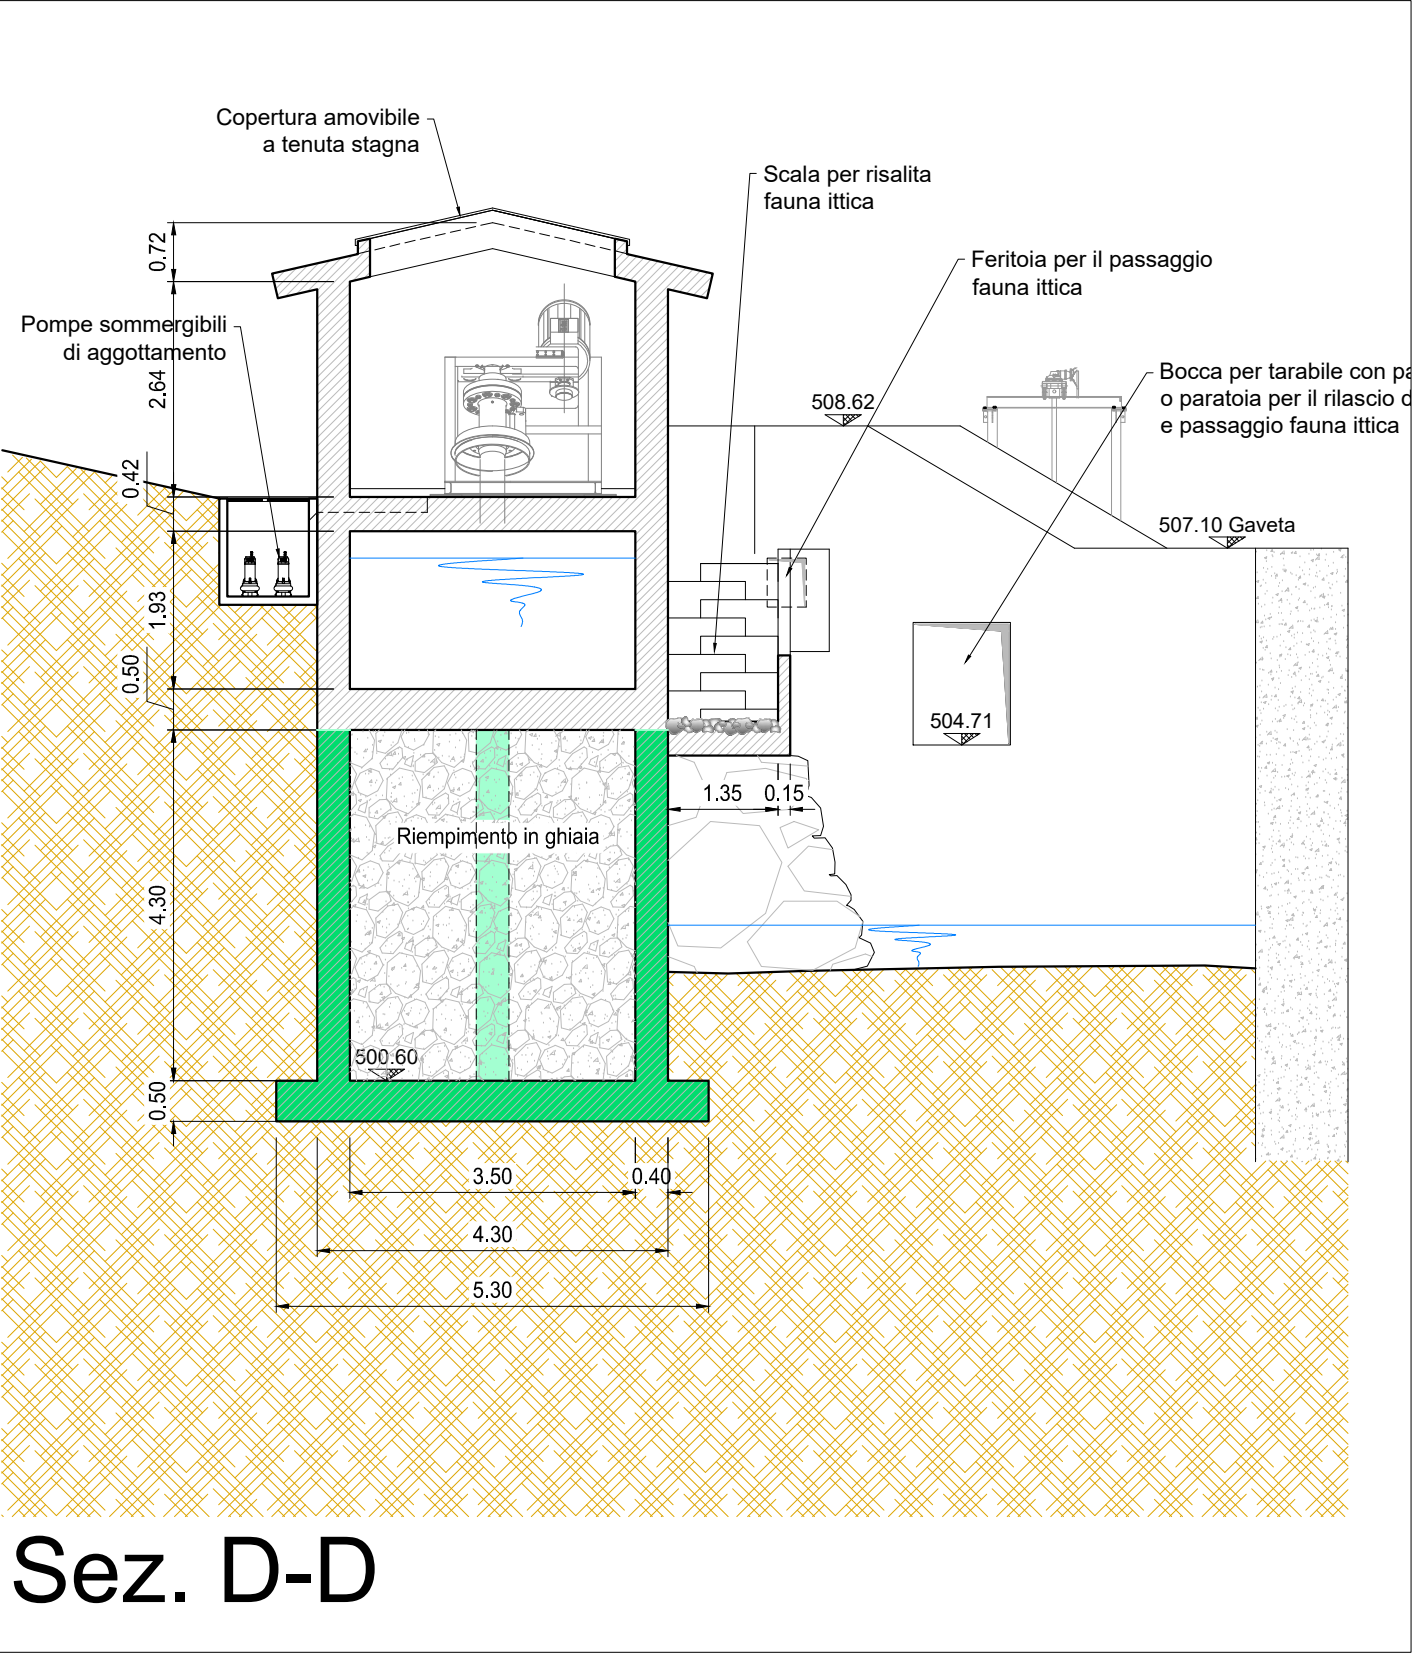 Copertura amovibile
a tenuta stagna
Scala per risalita
fauna ittica
Feritoia per il passaggio
fauna ittica
Pompe sommergibili
di aggottamento
Bocca per tarabile con
o paratoia per il rilascio
e passaggio fauna ittica
0.72
2.64
0.42
1.93
0.50
4.30
0.50
508.62
507.10 Gaveta
504.71
1.35
0.15
Riempimento in ghiaia
500.60
3.50
0.40
4.30
5.30
Sez. D-D